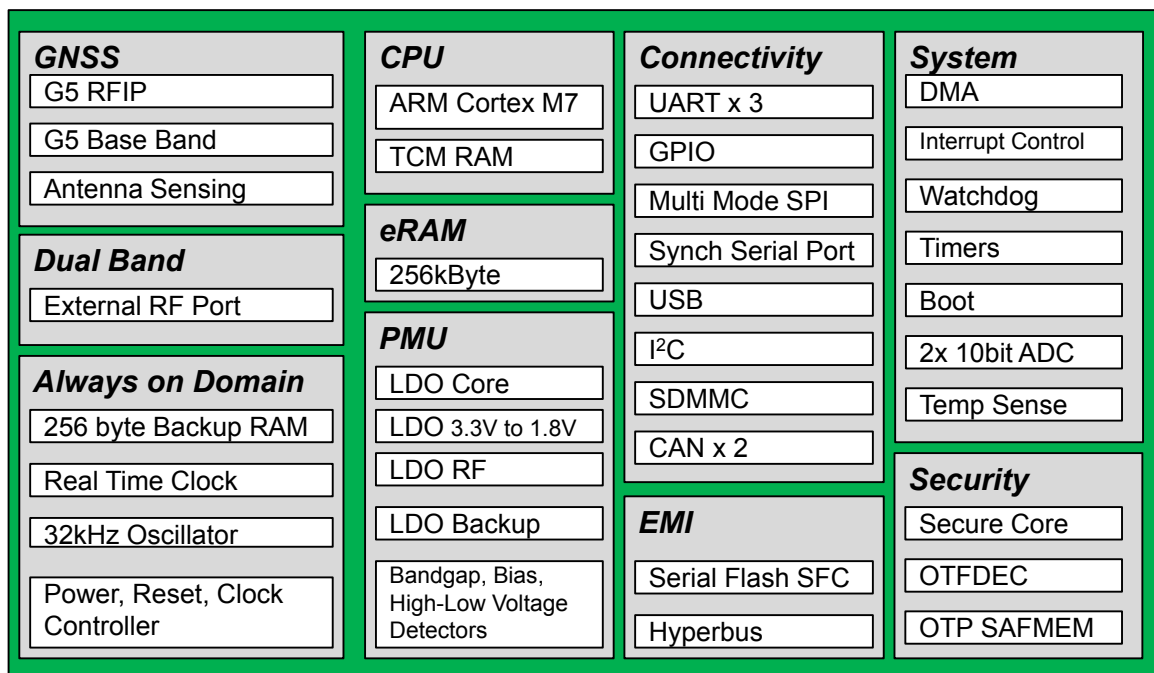 GNSS
G5 RFIP
G5 Base Band
Antenna Sensing
Dual Band
External RF Port
Always on Domain
256 byte Backup RAM
Real Time Clock
32kHz Oscillator
Power, Reset, Clock
Controller
CPU
ARM Cortex M7
TCM RAM
eRAM
256kByte
PMU
LDO Core
LDO 3.3V to 1.8V
LDO RF
LDO Backup
Bandgap, Bias,
High-Low Voltage
Detectors
Connectivity
UART x 3
GPIO
Multi Mode SPI
Synch Serial Port
USB
I²C
SDMMC
CAN x 2
EMI
Serial Flash SFC
Hyperbus
System
DMA
Interrupt Control
Watchdog
Timers
Boot
2x 10bit ADC
Temp Sense
Security
Secure Core
OTFDEC
OTP SAFMEM